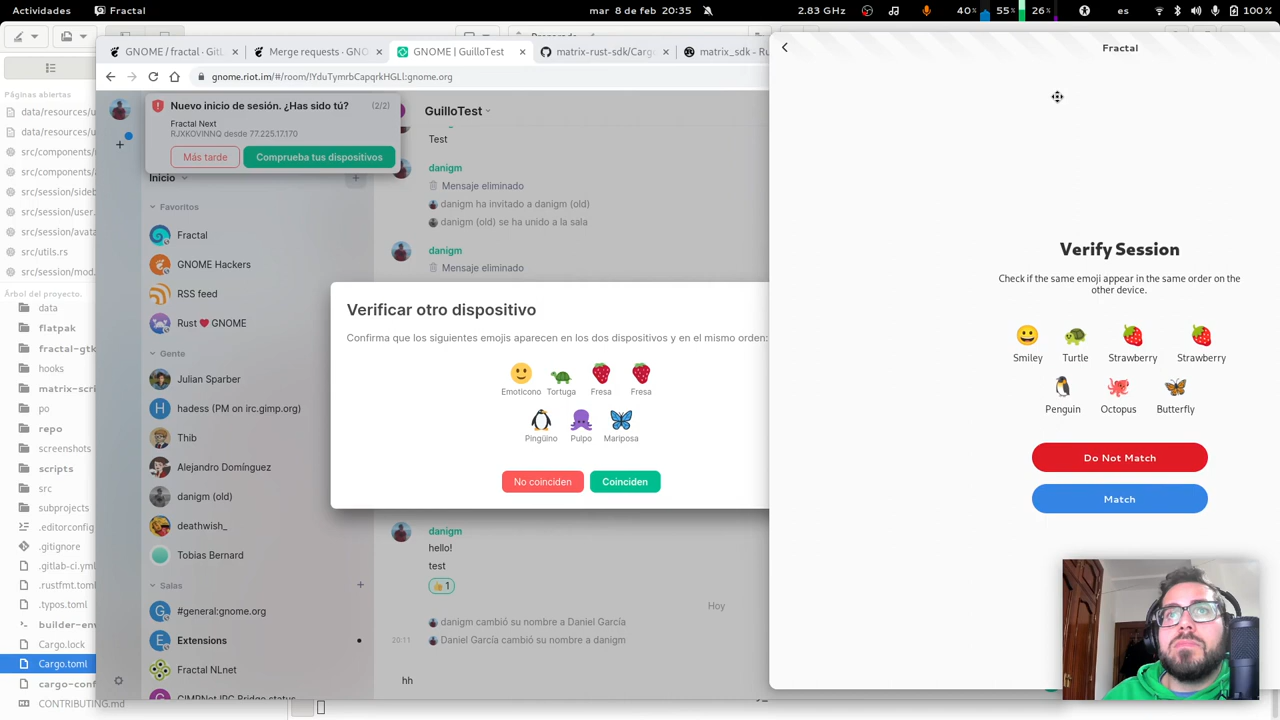 Actividades
Fractal
mar 8 de feb 20:35
2.83 GHz
40%
55%
26%
es
100%
Páginas abiertas
data/resources/u
data/resources/u
src/components/
src/components/
src/session/sideb
src/session/user.
src/session/avata
src/utils.rs
src/session/mod.
Árbol del proyecto.
data
flatpak
fractal-gtk
hooks
matrix-scri
po
repo
screenshots
scripts
src
subprojects
.editorconfig
.gitignore
.gitlab-ci.yml
.rustfmt.toml
.typos.toml
builder-env
Cargo.lock
Cargo.toml
cargo-conf
CONTRIBUTING.md
GNOME / fractal · GitL
Merge requests · GNO
GNOME | GuilloTest
matrix-rust-sdk/Cargo
matrix_sdk - Ru
gnome.riot.im/#/room/!YduTymrbCapqrkHGLl:gnome.org
Nuevo inicio de sesión. ¿Has sido tú?
(2/2)
Fractal Next
RJXKOVINNQ desde 77.225.17.170
Más tarde
Comprueba tus dispositivos
Inicio
Favoritos
Fractal
GNOME Hackers
RSS feed
Rust ❤️ GNOME
Gente
Julian Sparber
hadess (PM on irc.gimp.org)
Thib
Alejandro Domínguez
danigm (old)
deathwish_
Tobias Bernard
Salas
#general:gnome.org
Extensions
Fractal NLnet
GIMPNet IRC Bridge status
GuilloTest
Test
danigm
Mensaje eliminado
danigm ha invitado a danigm (old)
danigm (old) se ha unido a la sala
danigm
Mensaje eliminado
Verificar otro dispositivo
Confirma que los siguientes emojis aparecen en los dos dispositivos y en el mismo orden:
Emoticono
Tortuga
Fresa
Fresa
Pingüino
Pulpo
Mariposa
No coinciden
Coinciden
danigm
hello!
test
👍 1
Hoy
danigm cambió su nombre a Daniel García
20:11
Daniel García cambió su nombre a danigm
hh
Fractal
Verify Session
Check if the same emoji appear in the same order on the
other device.
Smiley
Turtle
Strawberry
Strawberry
Penguin
Octopus
Butterfly
Do Not Match
Match